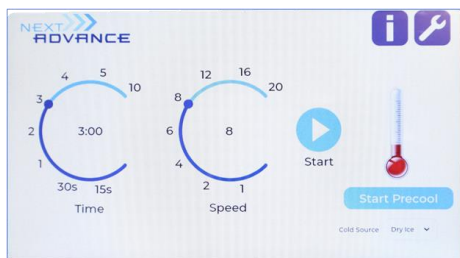 NEXT
ADVANCE
i
4 5
3 10
2 3:00
1
30s 15s
Time
12 16
8 20
6 8
4
2 1
Speed
Start
Start Precool
Cold Source Dry Ice